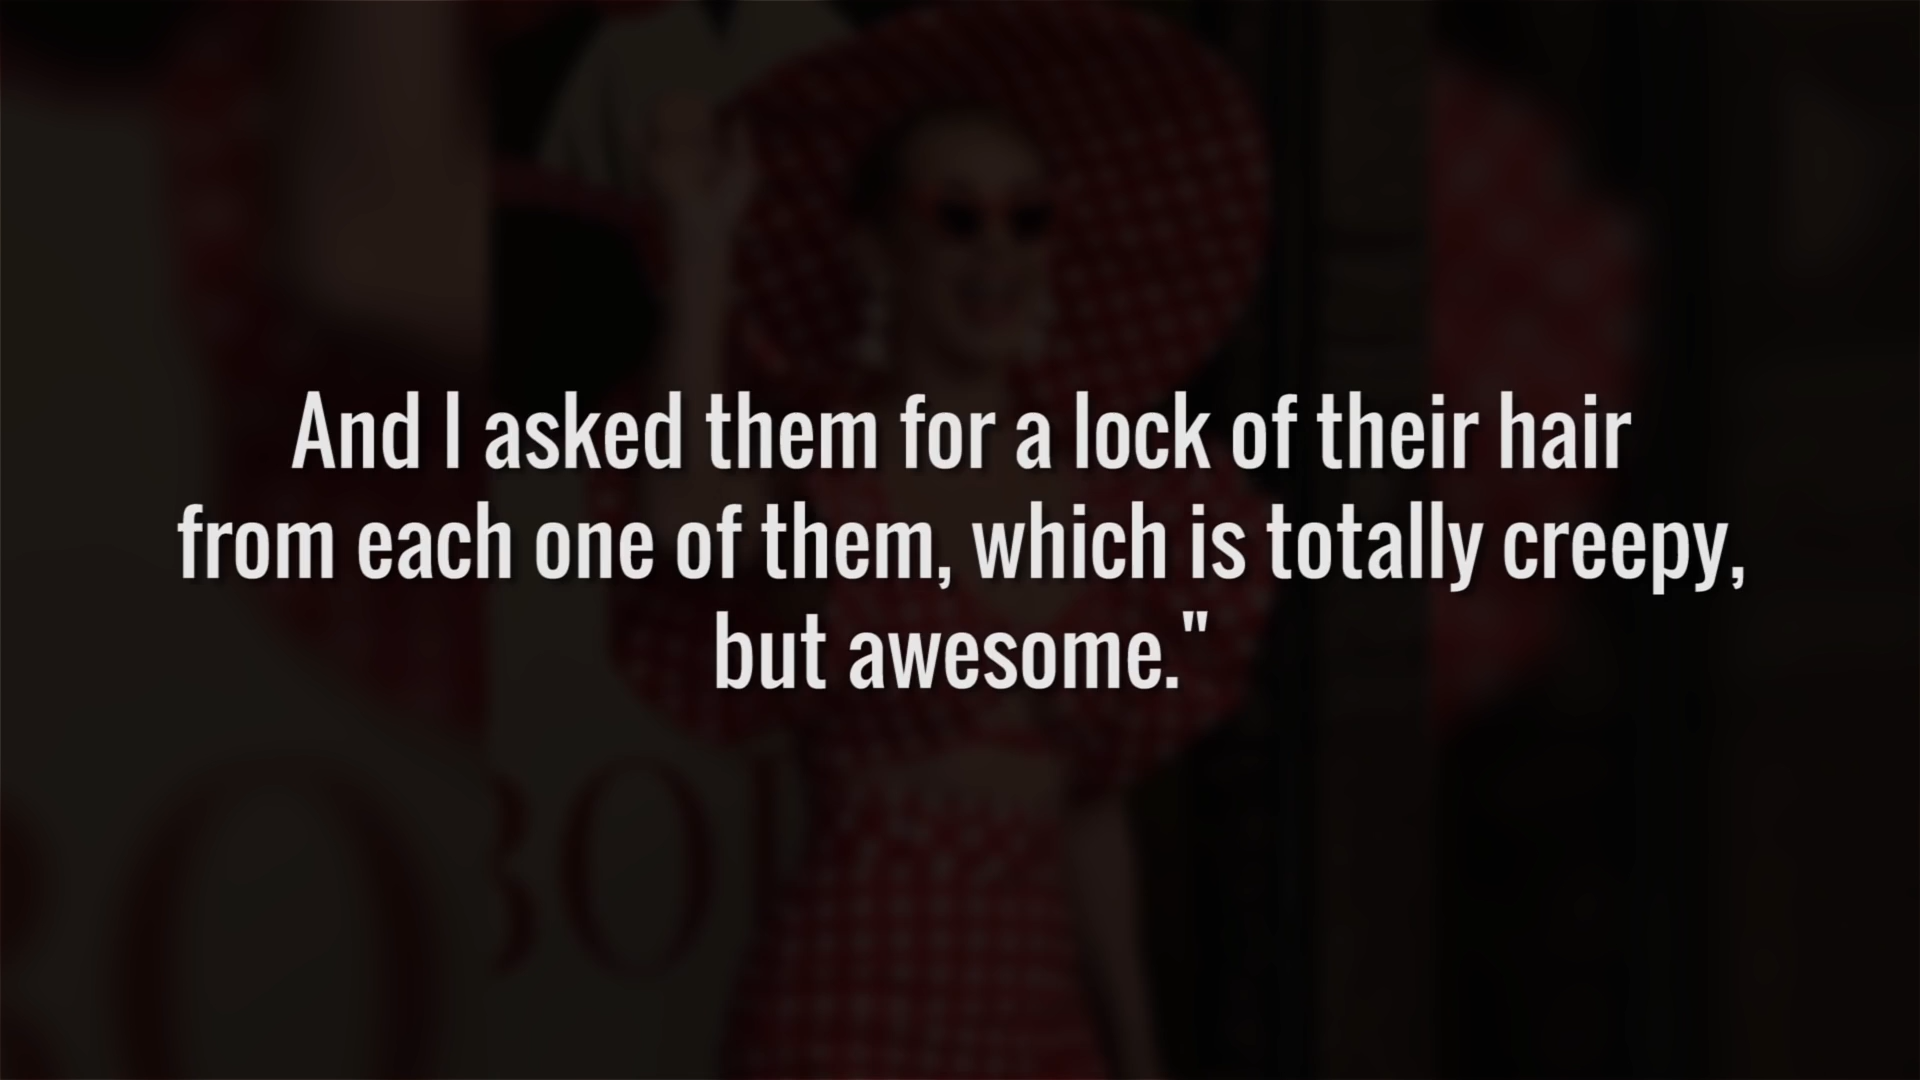 And I asked them for a lock of their hair
from each one of them, which is totally creepy,
but awesome."
BO